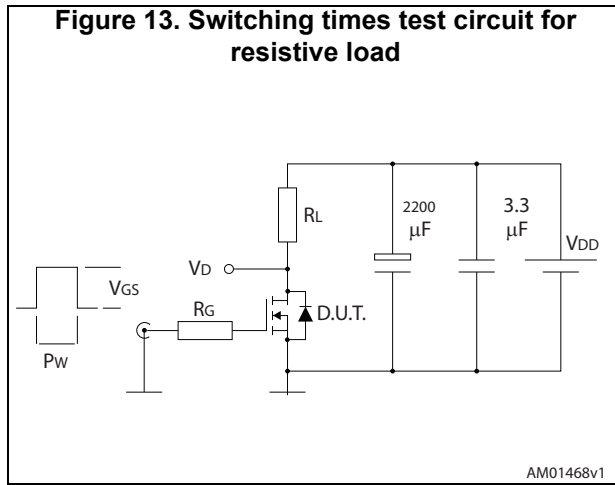 Figure 13. Switching times test circuit for
resistive load
RL
2200
μF
3.3
μF
VDD
VD
VGS
RG
D.U.T.
PW
AM01468v1